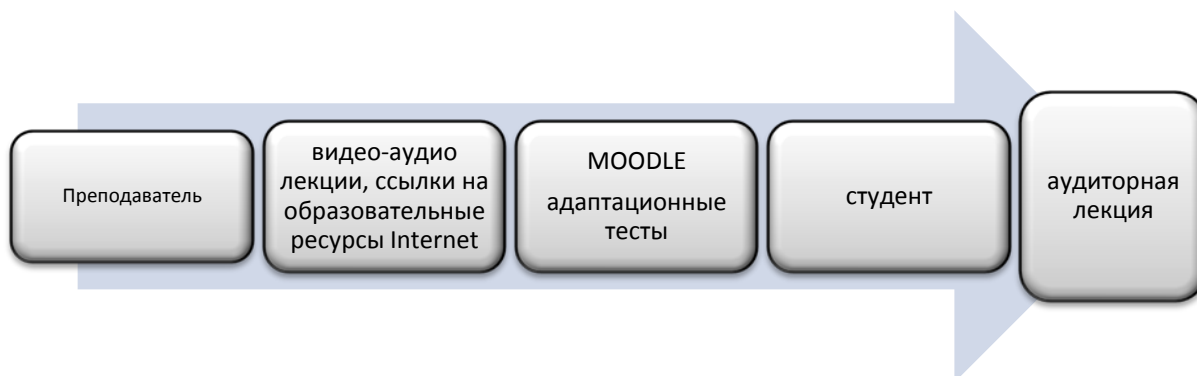 Преподаватель
видео-аудио
лекции, ссылки на
образовательные
ресурсы Internet
MOODLE
адаптационные
тесты
студент
аудиторная
лекция